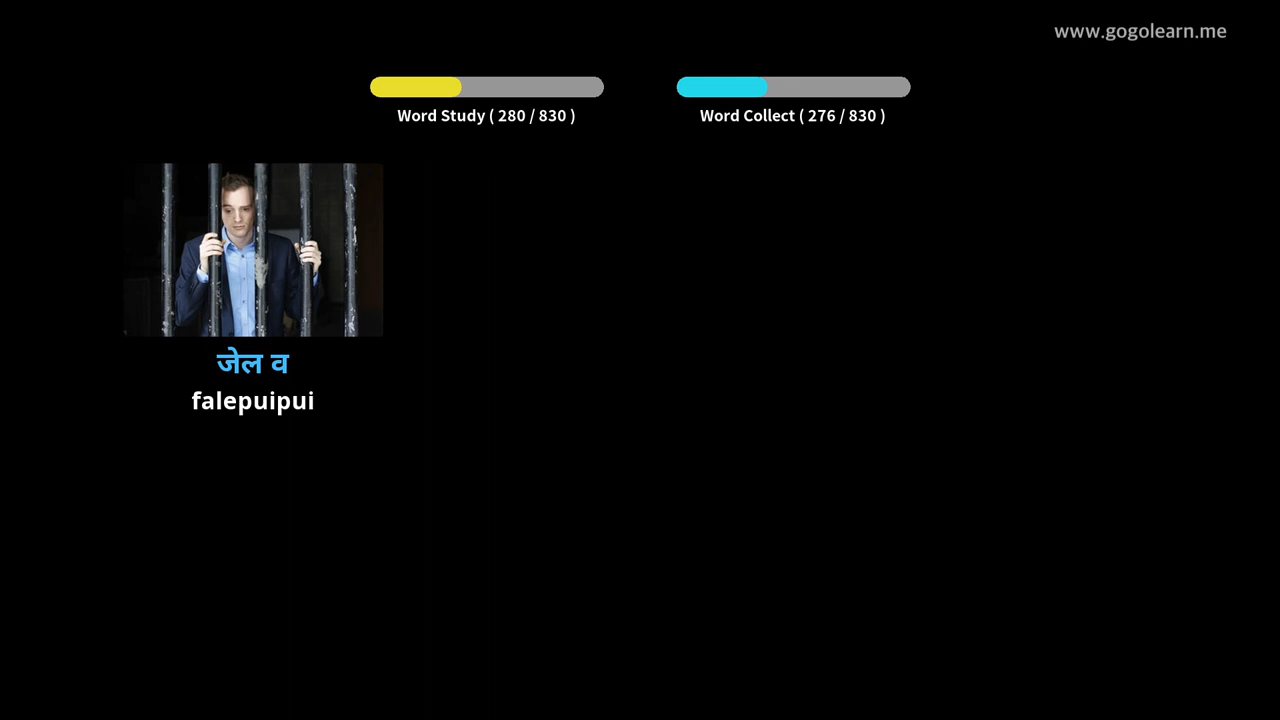 www.gogolearn.me
Word Study ( 280 / 830 )
Word Collect ( 276 / 830 )
जेल व
falepuipui